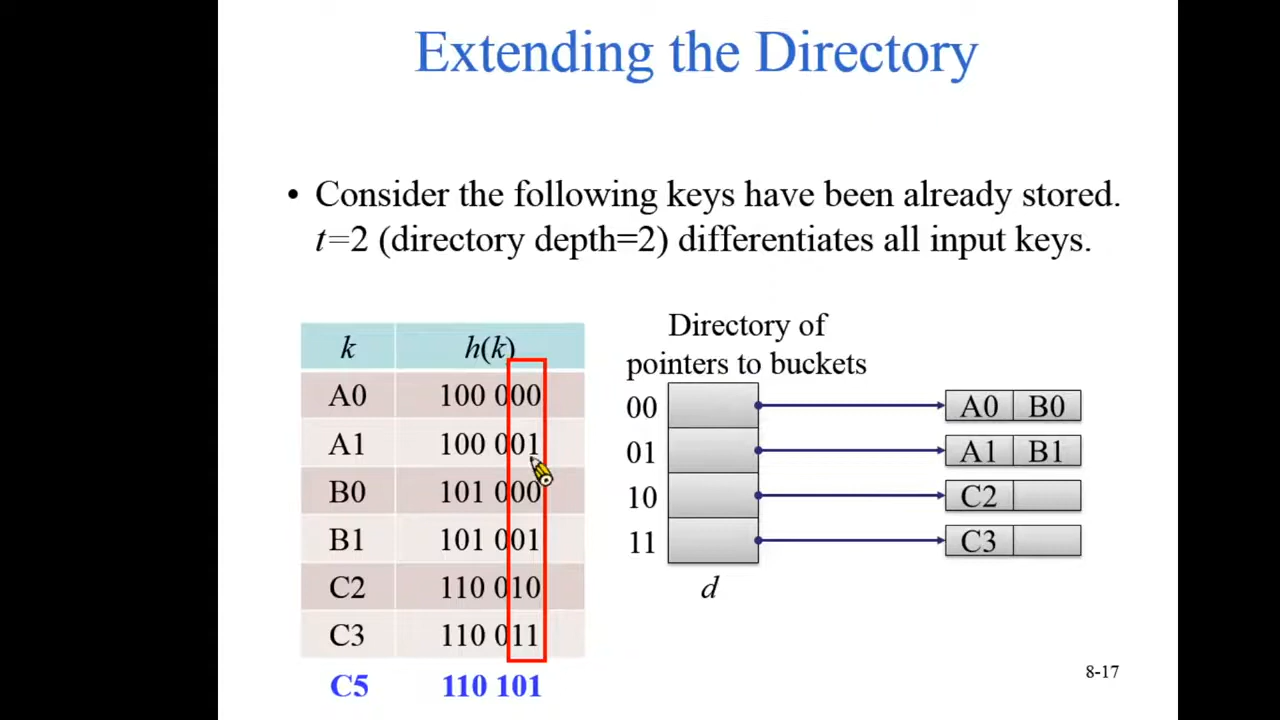 Extending the Directory
• Consider the following keys have been already stored.
t=2 (directory depth=2) differentiates all input keys.
k h(k)
A0 100 000
A1 100 001
B0 101 000
B1 101 001
C2 110 010
C3 110 011
C5 110 101
Directory of
pointers to buckets
00 A0 B0
01 A1 B1
10 C2
11 C3
d
8-17